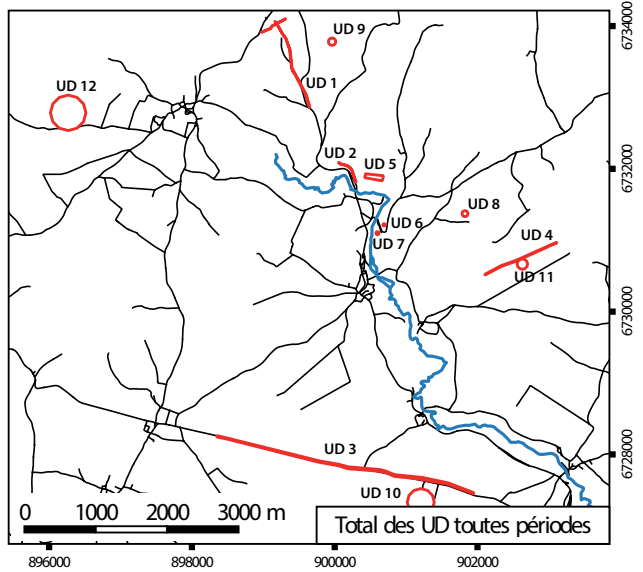 UD 9
UD 12
UD 1
UD 2
UD 5
UD 8
UD 6
UD 7
UD 4
UD 11
UD 3
UD 10
0 1000 2000 3000 m
Total des UD toutes périodes
896000 898000 900000 902000
6734000
6732000
6730000
6728000